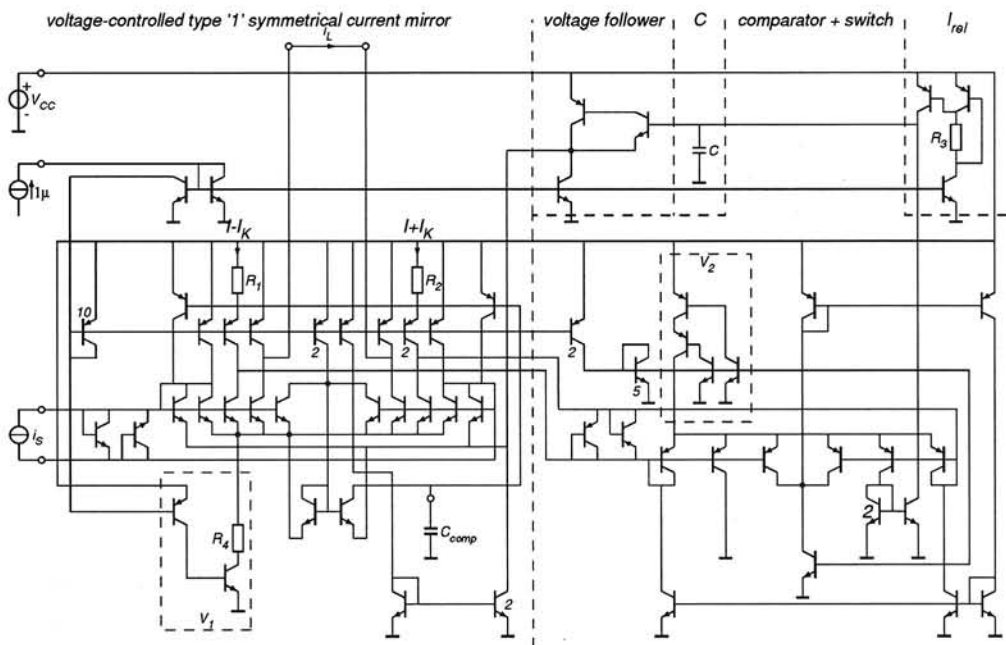 voltage-controlled type '1' symmetrical current mirror
voltage follower
C
comparator + switch
I_rel
i_L
+
V_CC
-
R_3
C
1μ
I-I_K
I+I_K
R_1
R_2
V_2
10
2
2
2
5
i_S
2
R_4
C_comp
V_1
2